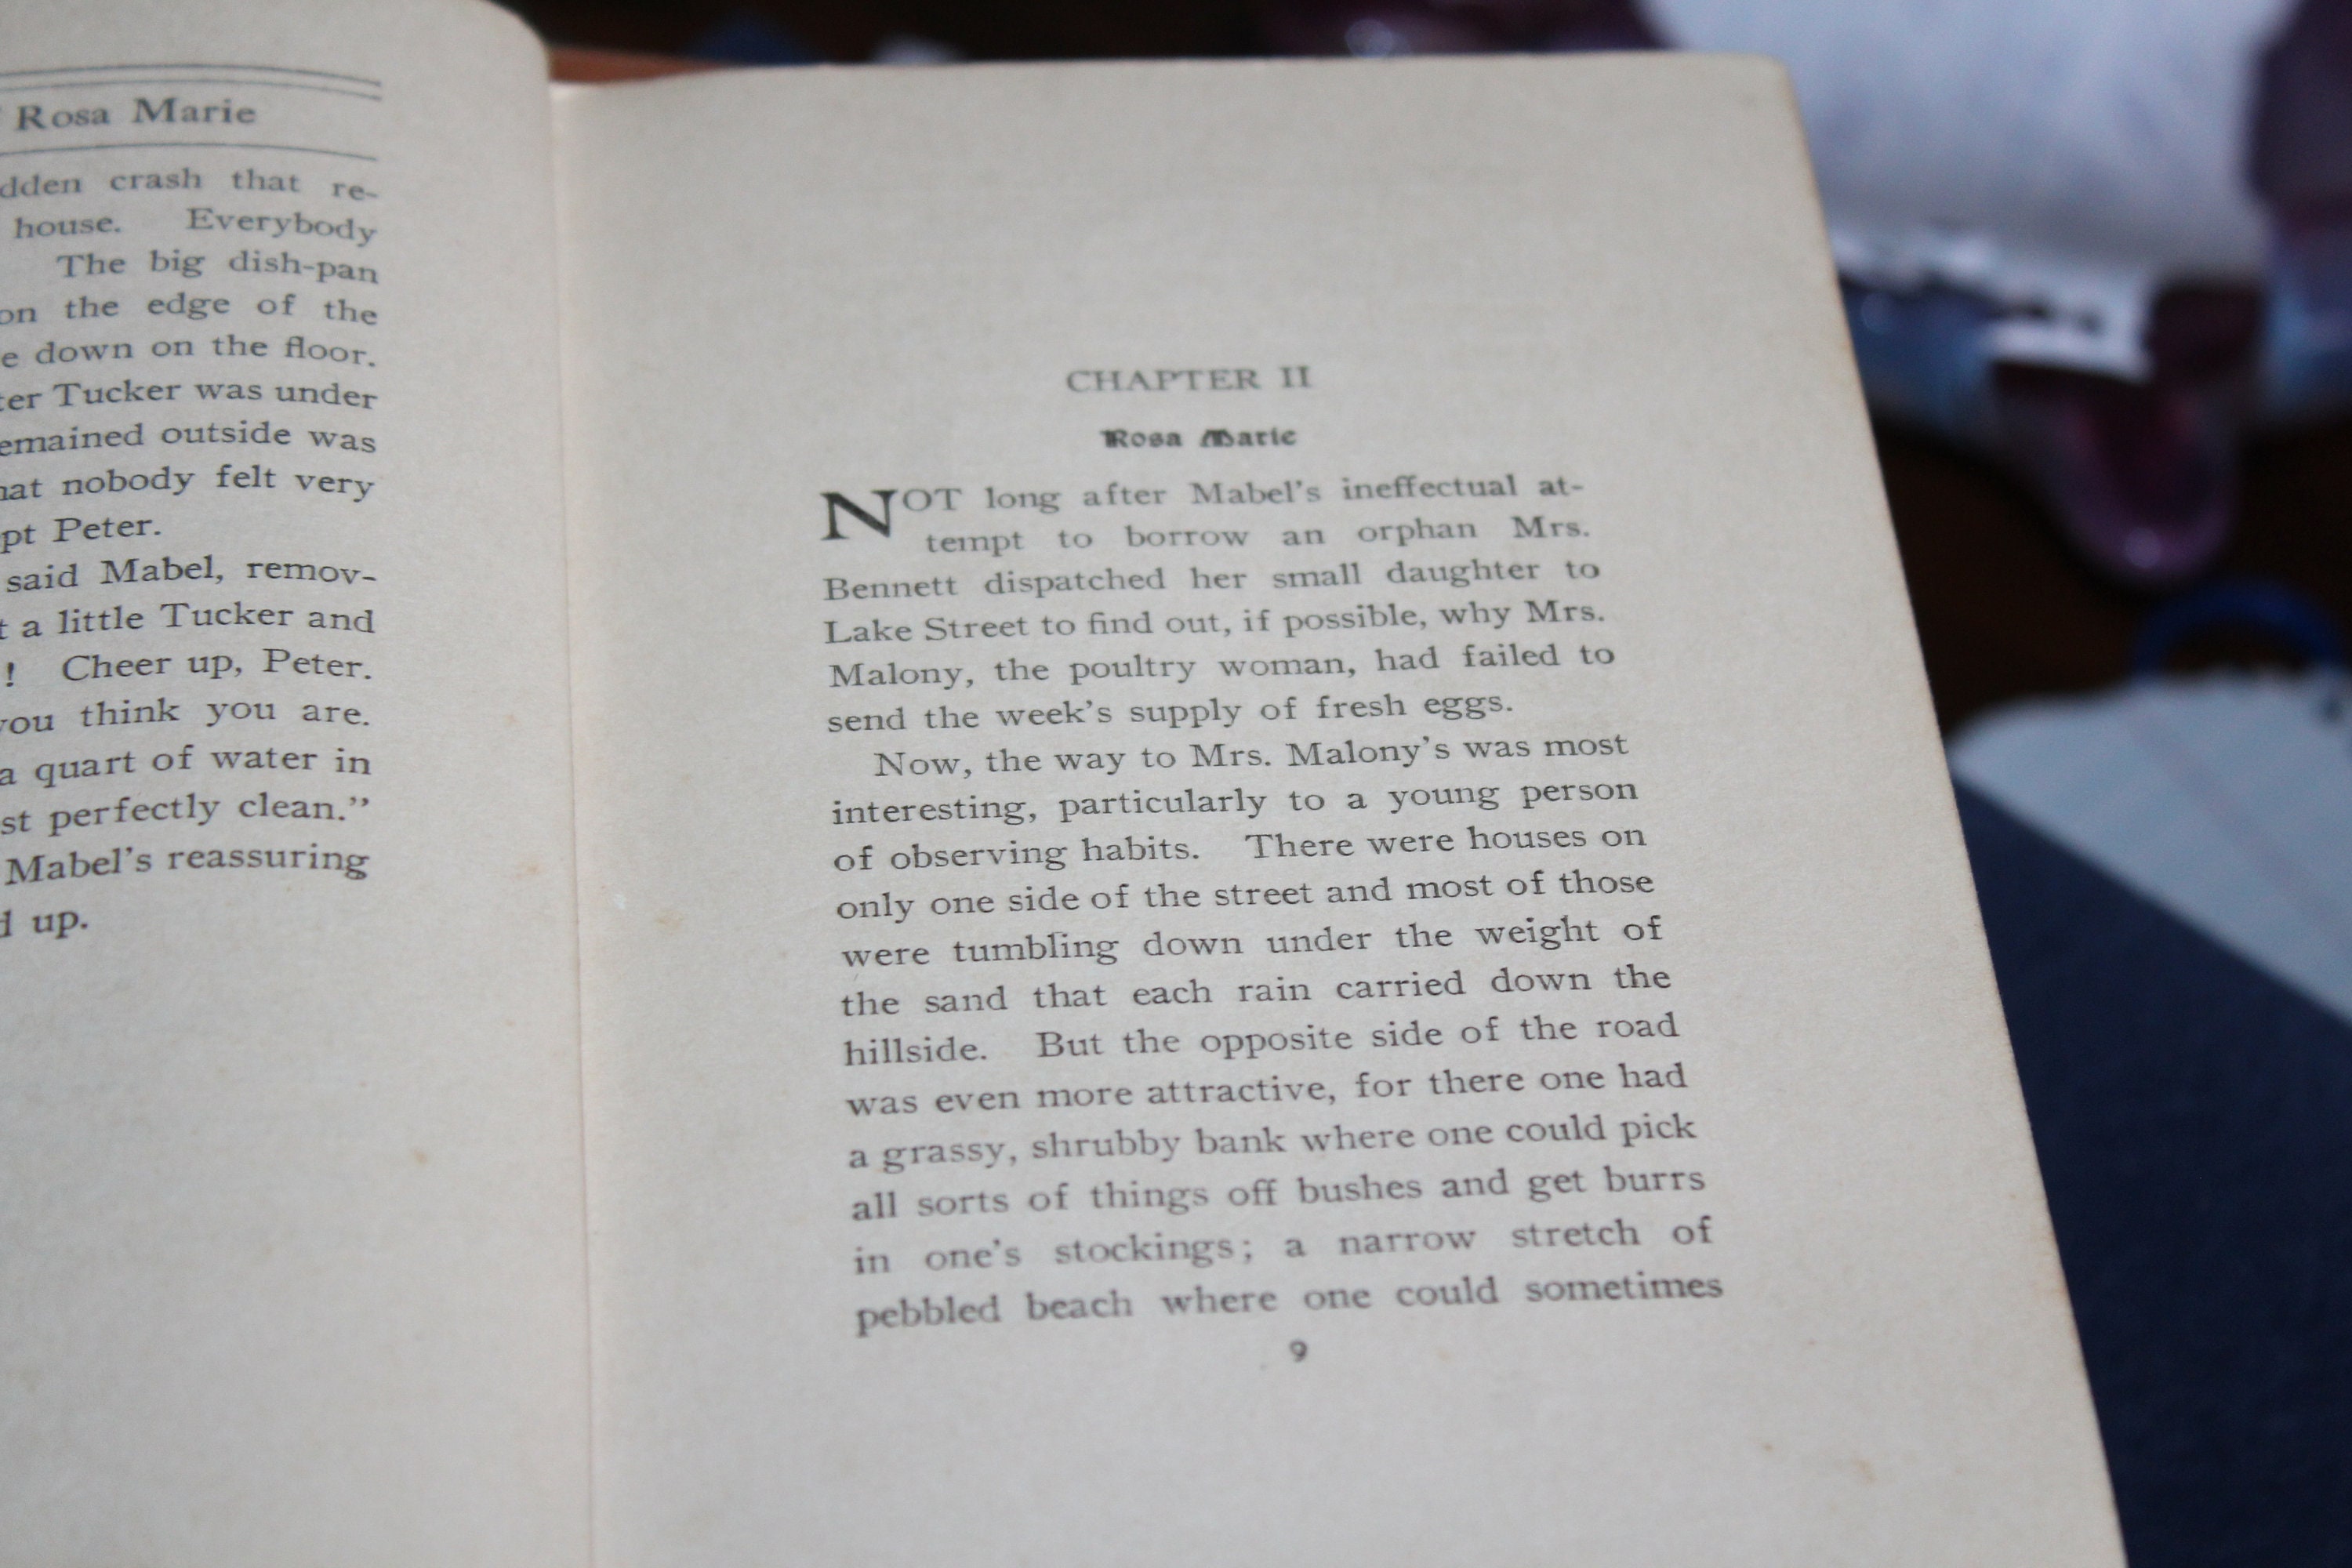 Rosa Marie
dden crash that re-
house. Everybody
The big dish-pan
on the edge of the
e down on the floor.
ter Tucker was under
emained outside was
hat nobody felt very
pt Peter.
said Mabel, remov-
t a little Tucker and
! Cheer up, Peter.
you think you are.
a quart of water in
st perfectly clean.”
Mabel’s reassuring
d up.
CHAPTER II
Rosa Marie
NOT long after Mabel’s ineffectual at-
tempt to borrow an orphan Mrs.
Bennett dispatched her small daughter to
Lake Street to find out, if possible, why Mrs.
Malony, the poultry woman, had failed to
send the week’s supply of fresh eggs.
Now, the way to Mrs. Malony’s was most
interesting, particularly to a young person
of observing habits. There were houses on
only one side of the street and most of those
were tumbling down under the weight of
the sand that each rain carried down the
hillside. But the opposite side of the road
was even more attractive, for there one had
a grassy, shrubby bank where one could pick
all sorts of things off bushes and get burrs
in one’s stockings; a narrow stretch of
pebbled beach where one could sometimes
9